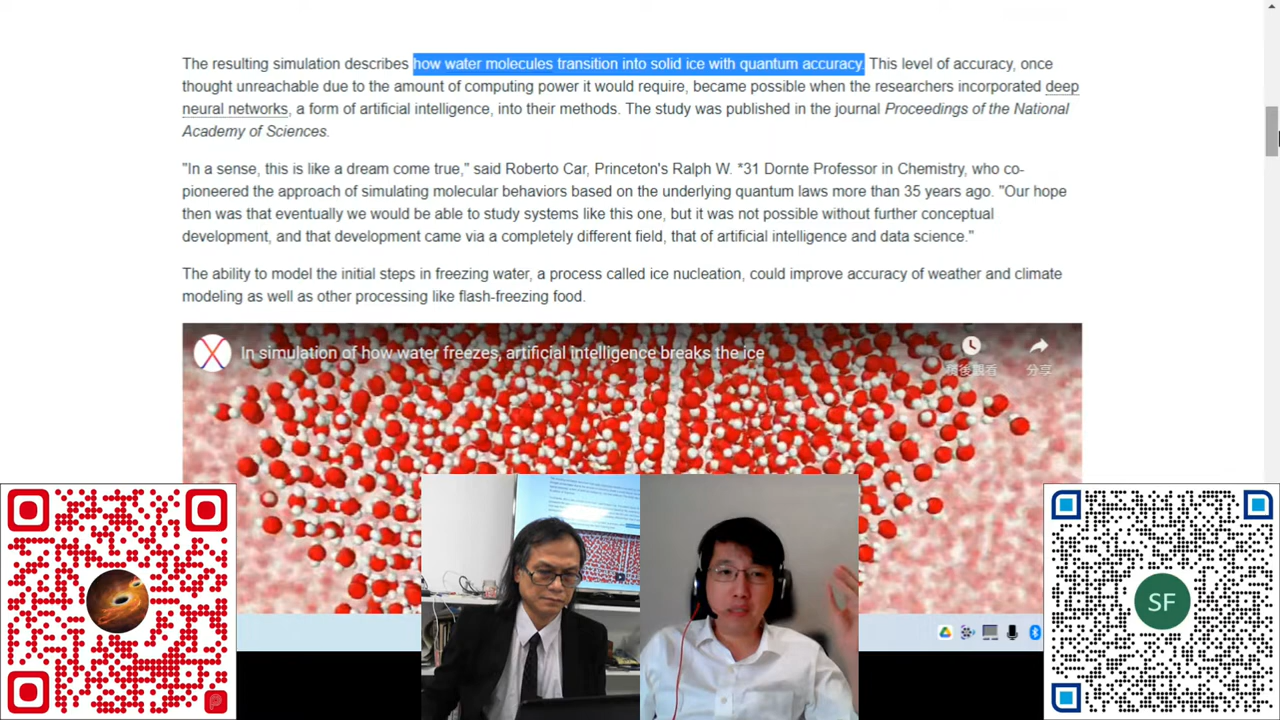 The resulting simulation describes how water molecules transition into solid ice with quantum accuracy. This level of accuracy, once
thought unreachable due to the amount of computing power it would require, became possible when the researchers incorporated deep
neural networks, a form of artificial intelligence, into their methods. The study was published in the journal Proceedings of the National
Academy of Sciences.
"In a sense, this is like a dream come true," said Roberto Car, Princeton's Ralph W. *31 Dornte Professor in Chemistry, who co-
pioneered the approach of simulating molecular behaviors based on the underlying quantum laws more than 35 years ago. "Our hope
then was that eventually we would be able to study systems like this one, but it was not possible without further conceptual
development, and that development came via a completely different field, that of artificial intelligence and data science."
The ability to model the initial steps in freezing water, a process called ice nucleation, could improve accuracy of weather and climate
modeling as well as other processing like flash-freezing food.
In simulation of how water freezes, artificial intelligence breaks the ice
稍後觀看
分享
SF